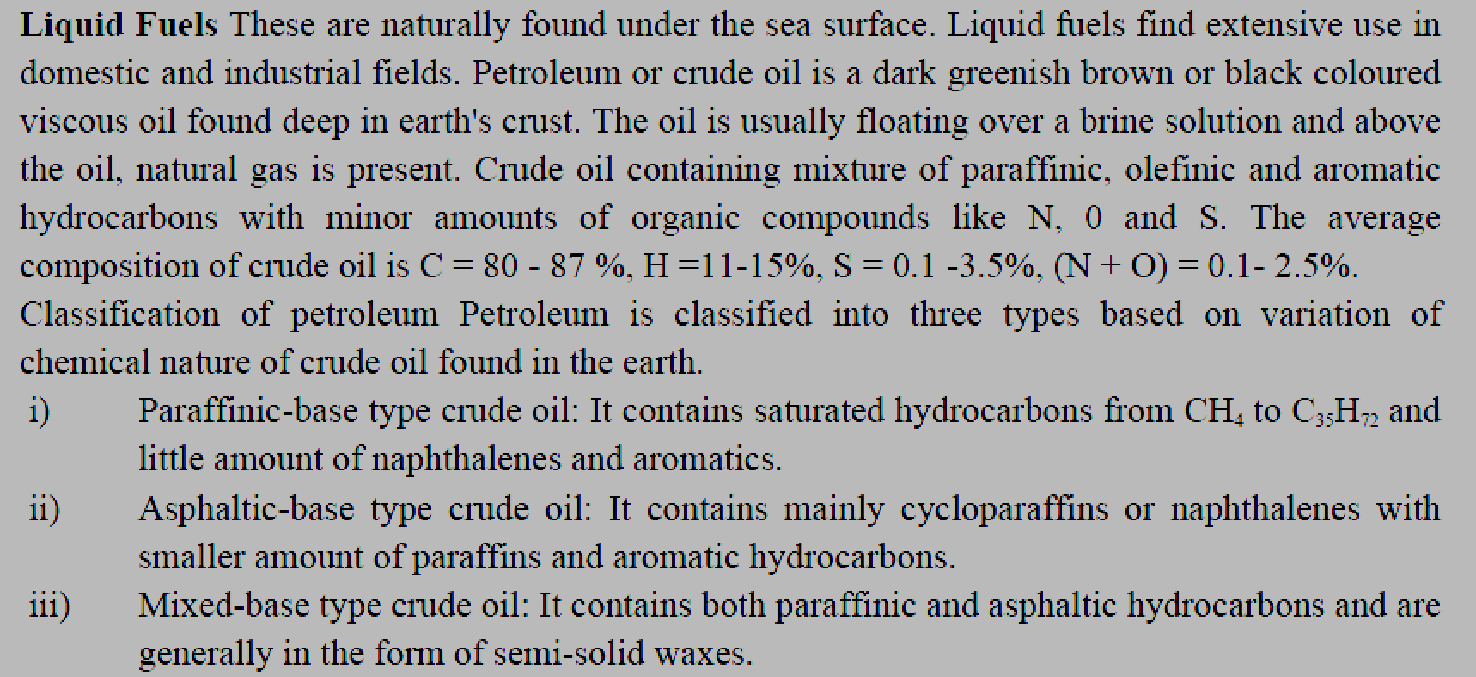 Liquid Fuels These are naturally found under the sea surface. Liquid fuels find extensive use in
domestic and industrial fields. Petroleum or crude oil is a dark greenish brown or black coloured
viscous oil found deep in earth's crust. The oil is usually floating over a brine solution and above
the oil, natural gas is present. Crude oil containing mixture of paraffinic, olefinic and aromatic
hydrocarbons with minor amounts of organic compounds like N, 0 and S. The average
composition of crude oil is C = 80 - 87 %, H =11-15%, S = 0.1 -3.5%, (N + O) = 0.1- 2.5%.
Classification of petroleum Petroleum is classified into three types based on variation of
chemical nature of crude oil found in the earth.
i) Paraffinic-base type crude oil: It contains saturated hydrocarbons from CH₄ to C₃₅H₇₂ and
little amount of naphthalenes and aromatics.
ii) Asphaltic-base type crude oil: It contains mainly cycloparaffins or naphthalenes with
smaller amount of paraffins and aromatic hydrocarbons.
iii) Mixed-base type crude oil: It contains both paraffinic and asphaltic hydrocarbons and are
generally in the form of semi-solid waxes.